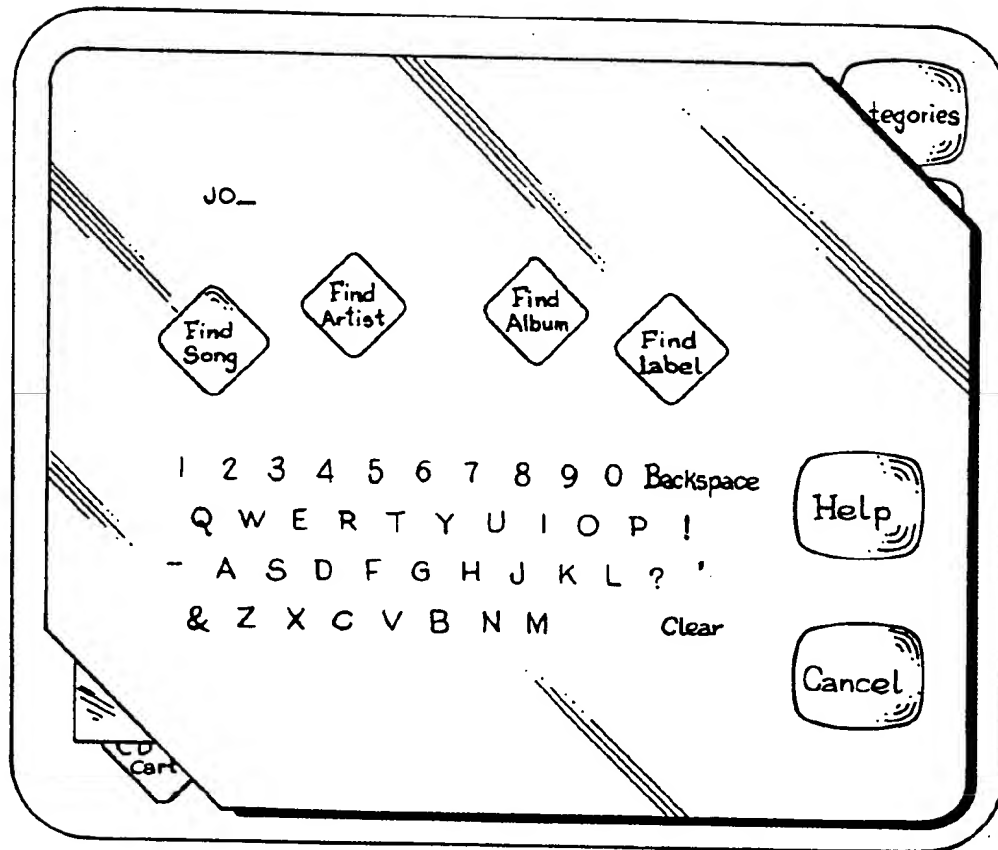 tegories
JO_
Find Song
Find Artist
Find Album
Find Label
1 2 3 4 5 6 7 8 9 0 Backspace
Q W E R T Y U I O P !
- A S D F G H J K L ? '
& Z X C V B N M Clear
Help
Cancel
CD
Cart